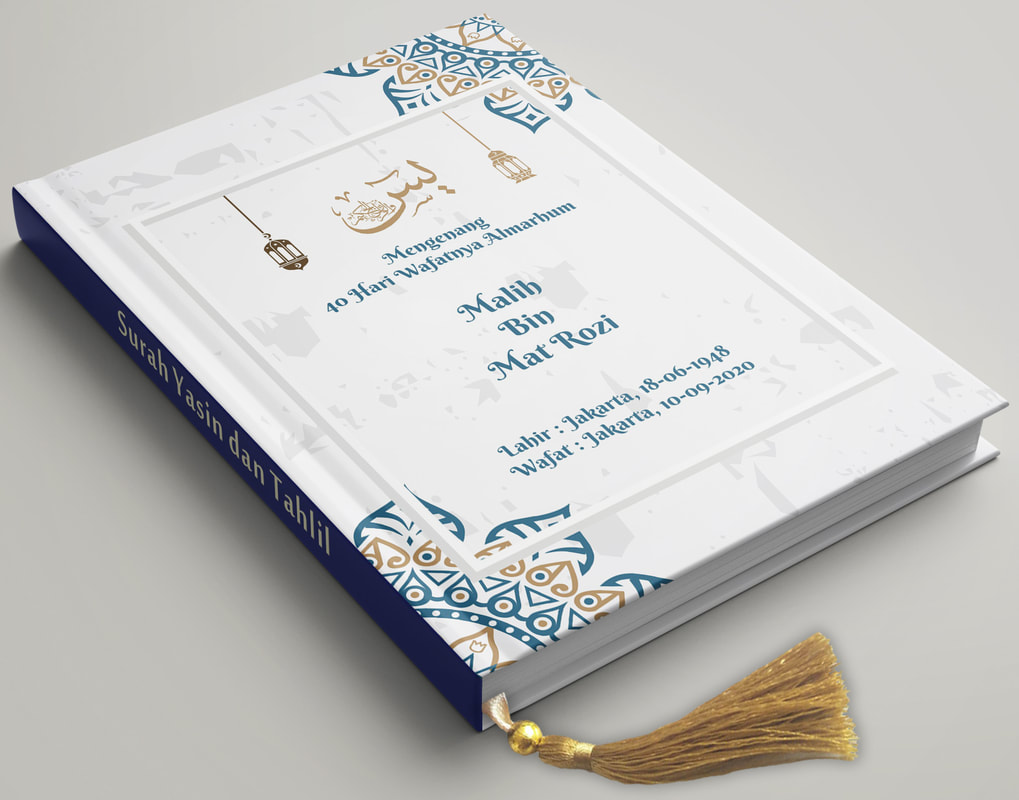 يس
Mengenang
40 Hari Wafatnya Almarhum
Malih
Bin
Mat Rozi
Lahir : Jakarta, 18-06-1948
Wafat : Jakarta, 10-09-2020
Surah Yasin dan Tahlil